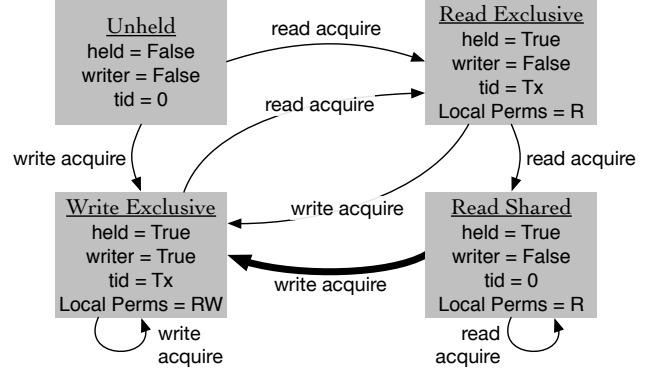 Unheld
held = False
writer = False
tid = 0
read acquire
Read Exclusive
held = True
writer = False
tid = Tx
Local Perms = R
read acquire
write acquire
read acquire
Write Exclusive
held = True
writer = True
tid = Tx
Local Perms = RW
write acquire
Read Shared
held = True
writer = False
tid = 0
Local Perms = R
write acquire
write
acquire
read
acquire